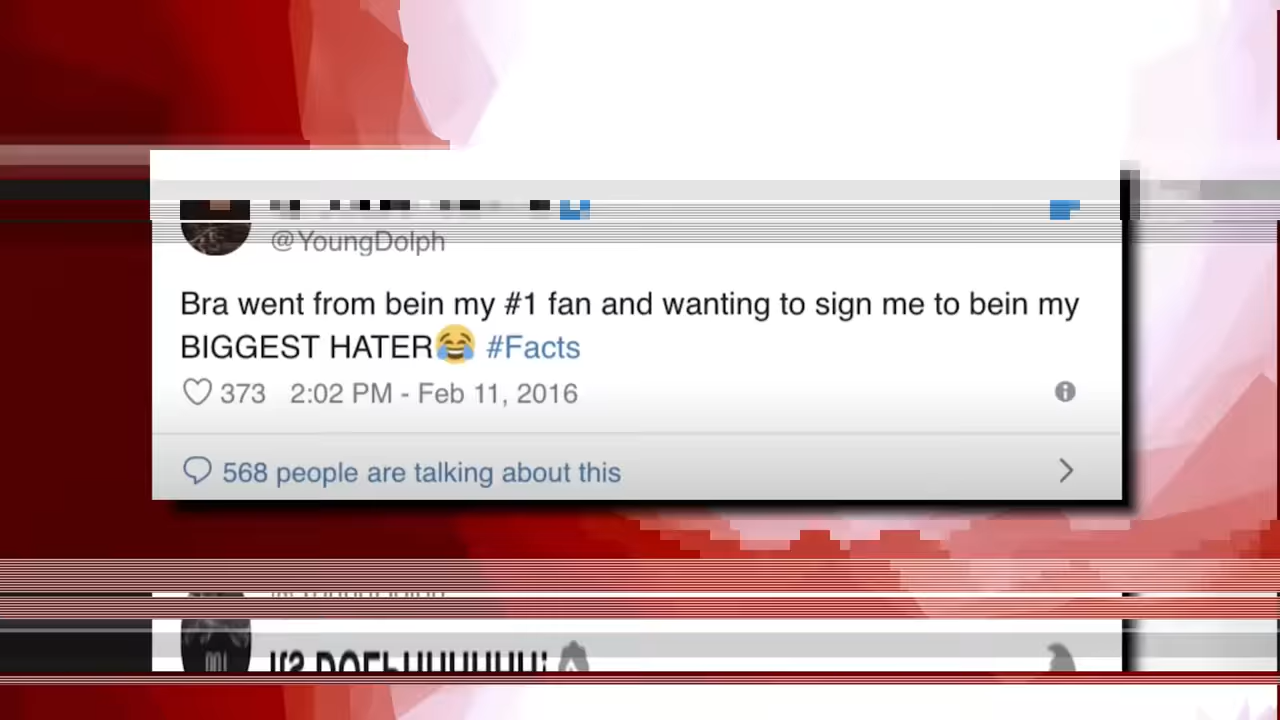 @YoungDolph
Bra went from bein my #1 fan and wanting to sign me to bein my
BIGGEST HATER😂 #Facts
373 2:02 PM - Feb 11, 2016
568 people are talking about this